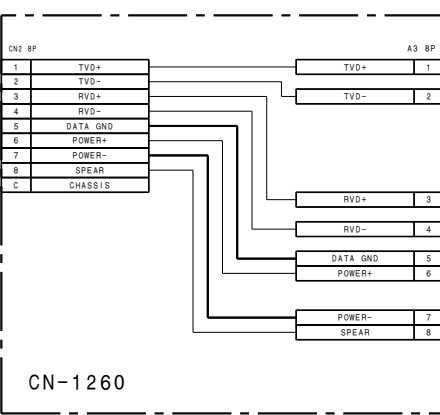 CN2 8P
1 TVD+
2 TVD-
3 RVD+
4 RVD-
5 DATA GND
6 POWER+
7 POWER-
8 SPEAR
C CHASSIS
A3 8P
TVD+ 1
TVD- 2
RVD+ 3
RVD- 4
DATA GND 5
POWER+ 6
POWER- 7
SPEAR 8
CN-1260